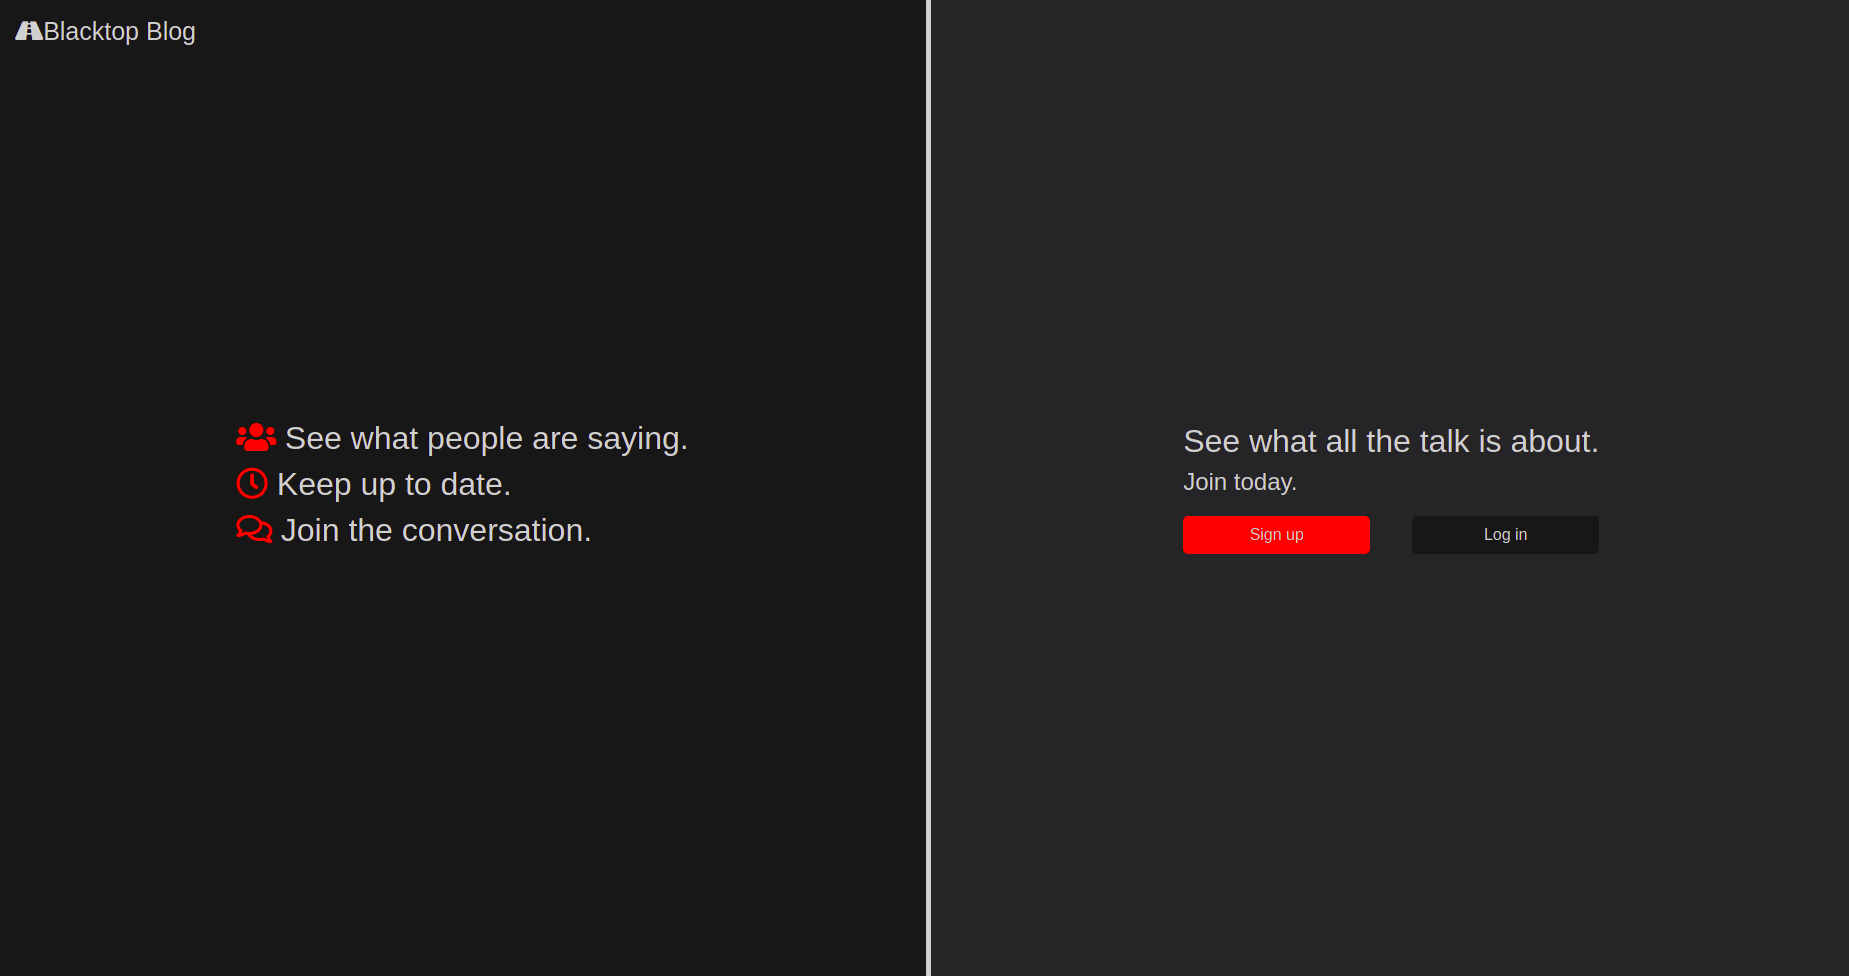 Blacktop Blog
See what people are saying.
Keep up to date.
Join the conversation.
See what all the talk is about.
Join today.
Sign up
Log in